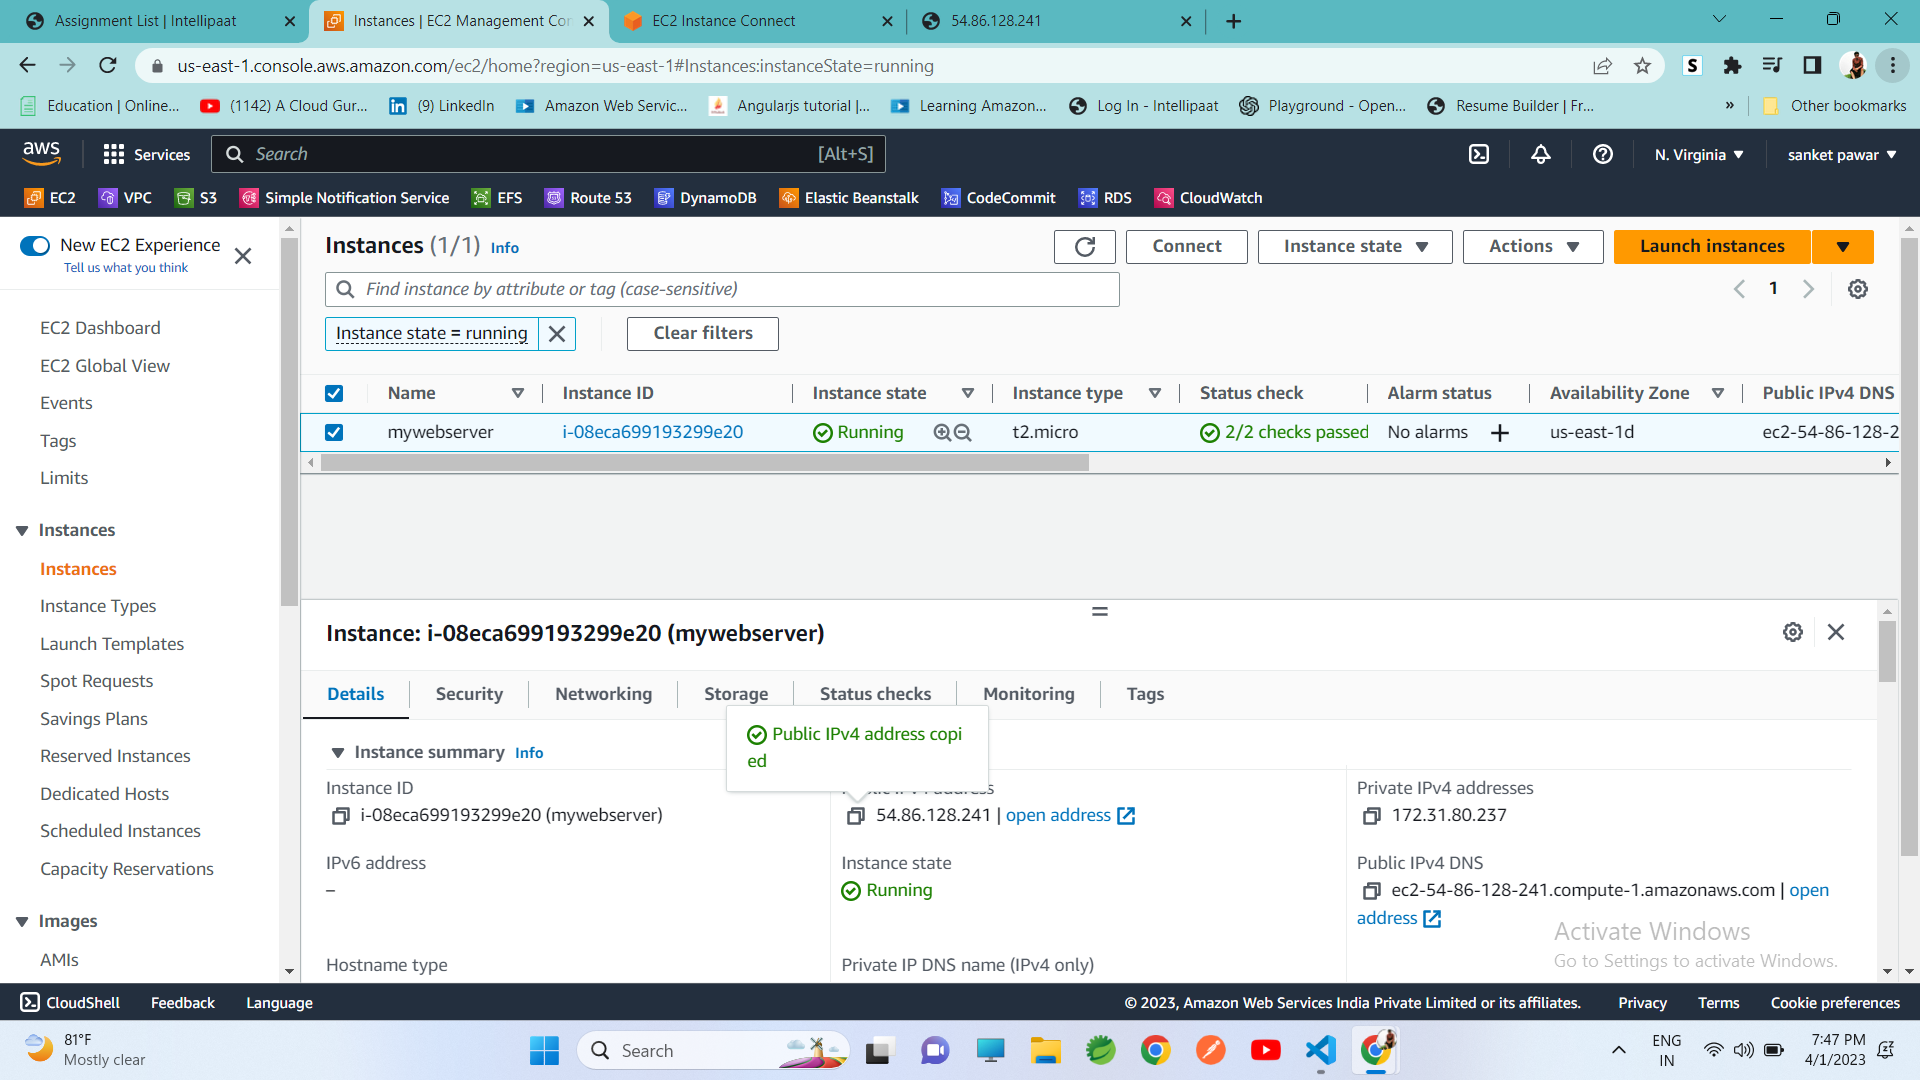 Assignment List | Intellipaat
Instances | EC2 Management Con
EC2 Instance Connect
54.86.128.241
us-east-1.console.aws.amazon.com/ec2/home?region=us-east-1#Instances:instanceState=running
S
Education | Online...
(1142) A Cloud Gur...
(9) LinkedIn
Amazon Web Servic...
Angularjs tutorial |...
Learning Amazon...
Log In - Intellipaat
Playground - Open...
Resume Builder | Fr...
»
Other bookmarks
aws
Services
Search
[Alt+S]
N. Virginia
sanket pawar
EC2
VPC
S3
Simple Notification Service
EFS
Route 53
DynamoDB
Elastic Beanstalk
CodeCommit
RDS
CloudWatch
New EC2 Experience
Tell us what you think
EC2 Dashboard
EC2 Global View
Events
Tags
Limits
Instances
Instances
Instance Types
Launch Templates
Spot Requests
Savings Plans
Reserved Instances
Dedicated Hosts
Scheduled Instances
Capacity Reservations
Images
AMIs
Instances (1/1) Info
Connect
Instance state
Actions
Launch instances
Find instance by attribute or tag (case-sensitive)
1
Instance state = running
Clear filters
Name
Instance ID
Instance state
Instance type
Status check
Alarm status
Availability Zone
Public IPv4 DNS
mywebserver
i-08eca699193299e20
Running
t2.micro
2/2 checks passed
No alarms
us-east-1d
ec2-54-86-128-2
Instance: i-08eca699193299e20 (mywebserver)
Details
Security
Networking
Storage
Status checks
Monitoring
Tags
Public IPv4 address copi
ed
Instance summary Info
Instance ID
i-08eca699193299e20 (mywebserver)
54.86.128.241 | open address
Private IPv4 addresses
172.31.80.237
IPv6 address
–
Instance state
Running
Public IPv4 DNS
ec2-54-86-128-241.compute-1.amazonaws.com | open
address
Hostname type
Private IP DNS name (IPv4 only)
Activate Windows
Go to Settings to activate Windows.
CloudShell
Feedback
Language
© 2023, Amazon Web Services India Private Limited or its affiliates.
Privacy
Terms
Cookie preferences
81°F
Mostly clear
Search
ENG
IN
7:47 PM
4/1/2023